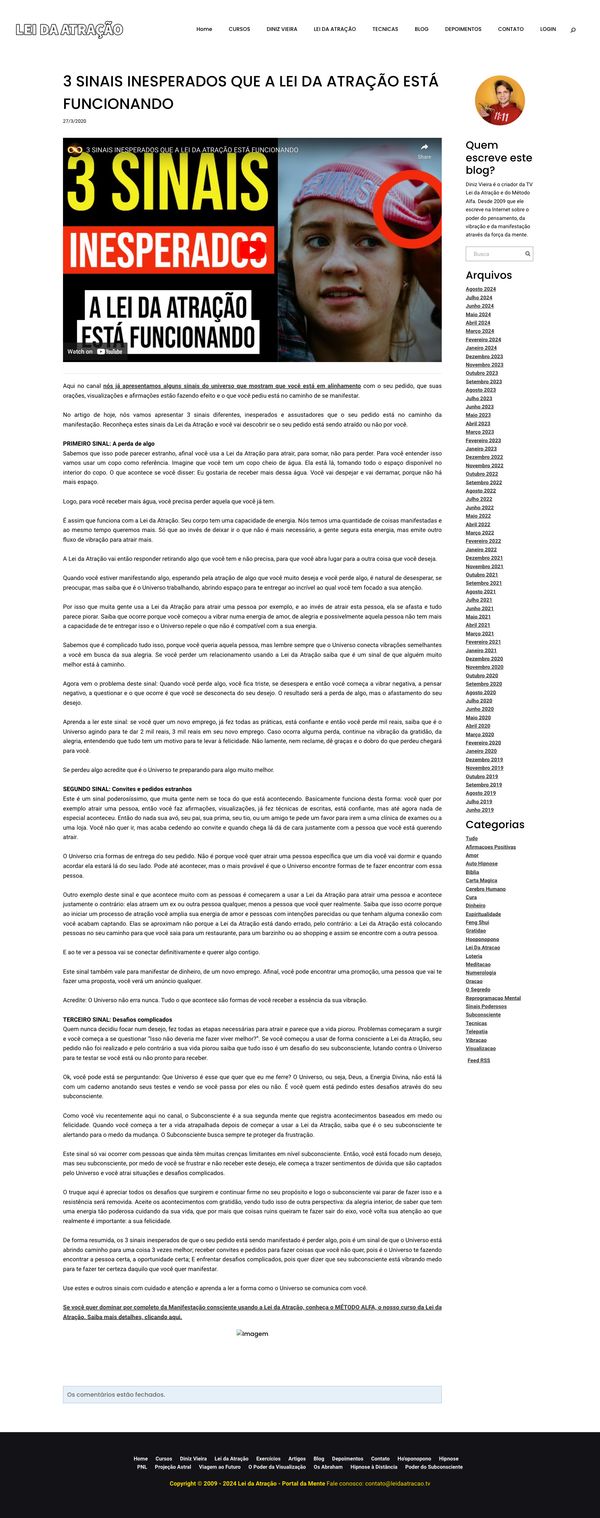 LEI DA ATRAÇÃO
Home CURSOS DINIZ VIEIRA LEI DA ATRAÇÃO TECNICAS BLOG DEPOIMENTOS CONTATO LOGIN
3 SINAIS INESPERADOS QUE A LEI DA ATRAÇÃO ESTÁ
FUNCIONANDO
27/3/2020
3 SINAIS INESPERADOS QUE A LEI DA ATRAÇÃO ESTÁ FUNCIONANDO
Share
3 SINAIS
INESPERADOS
A LEI DA ATRAÇÃO
ESTÁ FUNCIONANDO
Watch on YouTube
Aqui no canal nós já apresentamos alguns sinais do universo que mostram que você está em alinhamento com o seu pedido, que suas
orações, visualizações e afirmações estão fazendo efeito e o que você pediu está no caminho de se manifestar.
No artigo de hoje, nós vamos apresentar 3 sinais diferentes, inesperados e assustadores que o seu pedido está no caminho da
manifestação. Reconheça estes sinais da Lei da Atração e você vai descobrir se o seu pedido está sendo atraído ou não por você.
PRIMEIRO SINAL: A perda de algo
Sabemos que isso pode parecer estranho, afinal você usa a Lei da Atração para atrair, para somar, não para perder. Para você entender isso
vamos usar um copo como referência. Imagine que você tem um copo cheio de água. Ela está lá, tomando todo o espaço disponível no
interior do copo. O que acontece se você disser: Eu gostaria de receber mais dessa água. Você vai despejar e vai derramar, porque não há
mais espaço.
Logo, para você receber mais água, você precisa perder aquela que você já tem.
É assim que funciona com a Lei da Atração. Seu corpo tem uma capacidade de energia. Nós temos uma quantidade de coisas manifestadas e
ao mesmo tempo queremos mais. Só que ao invés de deixar ir o que não é mais necessário, a gente segura esta energia, mas emite outro
fluxo de vibração para atrair mais.
A Lei da Atração vai então responder retirando algo que você tem e não precisa, para que você abra lugar para a outra coisa que você deseja.
Quando você estiver manifestando algo, esperando pela atração de algo que você muito deseja e você perde algo, é natural de desesperar, se
preocupar, mas saiba que é o Universo trabalhando, abrindo espaço para te entregar ao incrível ao qual você tem focado a sua atenção.
Por isso que muita gente usa a Lei da Atração para atrair uma pessoa por exemplo, e ao invés de atrair esta pessoa, ela se afasta e tudo
parece piorar. Saiba que ocorre porque você começou a vibrar numa energia de amor, de alegria e possivelmente aquela pessoa não tem mais
a capacidade de te entregar isso e o Universo repele o que não é compatível com a sua energia.
Sabemos que é complicado tudo isso, porque você queria aquela pessoa, mas lembre sempre que o Universo conecta vibrações semelhantes
a você em busca da sua alegria. Se você perder um relacionamento usando a Lei da Atração saiba que é um sinal de que alguém muito
melhor está à caminho.
Agora vem o problema deste sinal: Quando você perde algo, você fica triste, se desespera e então você começa a vibrar negativa, a pensar
negativo, a questionar e o que ocorre é que você se desconecta do seu desejo. O resultado será a perda de algo, mas o afastamento do seu
desejo.
Aprenda a ler este sinal: se você quer um novo emprego, já fez todas as práticas, está confiante e então você perde mil reais, saiba que é o
Universo agindo para te dar 2 mil reais, 3 mil reais em seu novo emprego. Caso ocorra alguma perda, continue na vibração da gratidão, da
alegria, entendendo que tudo tem um motivo para te levar à felicidade. Não lamente, nem reclame, dê graças e o dobro do que perdeu chegará
para você.
Se perdeu algo acredite que é o Universo te preparando para algo muito melhor.
SEGUNDO SINAL: Convites e pedidos estranhos
Este é um sinal poderosíssimo, que muita gente nem se toca do que está acontecendo. Basicamente funciona desta forma: você quer por
exemplo atrair uma pessoa, então você faz afirmações, visualizações, já fez técnicas de escritas, está confiante, mas até agora nada de
especial aconteceu. Então do nada sua avó, seu pai, sua prima, seu tio, ou um amigo te pede um favor para irem a uma clínica de exames ou a
uma loja. Você não quer ir, mas acaba cedendo ao convite e quando chega lá dá de cara justamente com a pessoa que você está querendo
atrair.
O Universo cria formas de entrega do seu pedido. Não é porque você quer atrair uma pessoa específica que um dia você vai dormir e quando
acordar ela estará lá do seu lado. Pode até acontecer, mas o mais provável é que o Universo encontre formas de te fazer encontrar com essa
pessoa.
Outro exemplo deste sinal e que acontece muito com as pessoas é começarem a usar a Lei da Atração para atrair uma pessoa e acontece
justamente o contrário: elas atraem um ex ou outra pessoa qualquer, menos a pessoa que você quer realmente. Saiba que isso ocorre porque
ao iniciar um processo de atração você amplia sua energia de amor e pessoas com intenções parecidas ou que tenham alguma conexão com
você acabam captando. Elas se aproximam não porque a Lei da Atração está dando errado, pelo contrário: a Lei da Atração está colocando
pessoas no seu caminho para que você saia para um restaurante, para um barzinho ou ao shopping e assim se encontre com a outra pessoa.
E ao te ver a pessoa vai se conectar definitivamente e querer algo contigo.
Este sinal também vale para manifestar de dinheiro, de um novo emprego. Afinal, você pode encontrar uma promoção, uma pessoa que vai te
fazer uma proposta, você verá um anúncio qualquer.
Acredite: O Universo não erra nunca. Tudo o que acontece são formas de você receber a essência da sua vibração.
TERCEIRO SINAL: Desafios complicados
Quem nunca decidiu focar num desejo, fez todas as etapas necessárias para atrair e parece que a vida piorou. Problemas começaram a surgir
e você começa a se questionar “Isso não deveria me fazer viver melhor?”. Se você começou a usar de forma consciente a Lei da Atração, seu
pedido não foi realizado e pelo contrário a sua vida piorou saiba que tudo isso é um desafio do seu subconsciente, lutando contra o Universo
para te testar se você está ou não pronto para receber.
Ok, você pode está se perguntando: Que Universo é esse que quer que eu me ferre? O Universo, ou seja, Deus, a Energia Divina, não está lá
com um caderno anotando seus testes e vendo se você passa por eles ou não. É você quem está pedindo estes desafios através do seu
subconsciente.
Como você viu recentemente aqui no canal, o Subconsciente é a sua segunda mente que registra acontecimentos baseados em medo ou
felicidade. Quando você começa a ter a vida atrapalhada depois de começar a usar a Lei da Atração, saiba que é o seu subconsciente te
alertando para o medo da mudança. O Subconsciente busca sempre te proteger da frustração.
Este sinal só vai ocorrer com pessoas que ainda têm muitas crenças limitantes em nível subconsciente. Então, você está focado num desejo,
mas seu subconsciente, por medo de você se frustrar e não receber este desejo, ele começa a trazer sentimentos de dúvida que são captados
pelo Universo e você atrai situações e desafios complicados.
O truque aqui é apreciar todos os desafios que surgirem e continuar firme no seu propósito e logo o subconsciente vai parar de fazer isso e a
resistência será removida. Aceite os acontecimentos com gratidão, vendo tudo isso de outra perspectiva: da alegria interior, de saber que tem
uma energia tão poderosa cuidando da sua vida, que por mais que coisas ruins queiram te fazer sair do eixo, você volta sua atenção ao que
realmente é importante: a sua felicidade.
De forma resumida, os 3 sinais inesperados de que o seu pedido está sendo manifestado é perder algo, pois é um sinal de que o Universo está
abrindo caminho para uma coisa 3 vezes melhor; receber convites e pedidos para fazer coisas que você não quer, pois é o Universo te fazendo
encontrar a pessoa certa, a oportunidade certa; E enfrentar desafios complicados, pois quer dizer que seu subconsciente está vibrando medo
para te fazer ter certeza daquilo que você quer manifestar.
Use estes e outros sinais com cuidado e atenção e aprenda a ler a forma como o Universo se comunica com você.
Se você quer dominar por completo da Manifestação consciente usando a Lei da Atração, conheça o MÉTODO ALFA, o nosso curso da Lei da
Atração. Saiba mais detalhes, clicando aqui.
Imagem
Os comentários estão fechados.
11:11
Quem
escreve este
blog?
Diniz Vieira é o criador da TV
Lei da Atração e do Método
Alfa. Desde 2009 que ele
escreve na Internet sobre o
poder do pensamento, da
vibração e da manifestação
através da força da mente.
Busca
Arquivos
Agosto 2024
Julho 2024
Junho 2024
Maio 2024
Abril 2024
Março 2024
Fevereiro 2024
Janeiro 2024
Dezembro 2023
Novembro 2023
Outubro 2023
Setembro 2023
Agosto 2023
Julho 2023
Junho 2023
Maio 2023
Abril 2023
Março 2023
Fevereiro 2023
Janeiro 2023
Dezembro 2022
Novembro 2022
Outubro 2022
Setembro 2022
Agosto 2022
Julho 2022
Junho 2022
Maio 2022
Abril 2022
Março 2022
Fevereiro 2022
Janeiro 2022
Dezembro 2021
Novembro 2021
Outubro 2021
Setembro 2021
Agosto 2021
Julho 2021
Junho 2021
Maio 2021
Abril 2021
Março 2021
Fevereiro 2021
Janeiro 2021
Dezembro 2020
Novembro 2020
Outubro 2020
Setembro 2020
Agosto 2020
Julho 2020
Junho 2020
Maio 2020
Abril 2020
Março 2020
Fevereiro 2020
Janeiro 2020
Dezembro 2019
Novembro 2019
Outubro 2019
Setembro 2019
Agosto 2019
Julho 2019
Junho 2019
Categorias
Tudo
Afirmacoes Positivas
Amor
Auto Hipnose
Biblia
Carta Magica
Cerebro Humano
Cura
Dinheiro
Espiritualidade
Feng Shui
Gratidao
Hooponopono
Lei Da Atracao
Loteria
Meditacao
Numerologia
Oracao
O Segredo
Reprogramacao Mental
Sinais Poderosos
Subconsciente
Tecnicas
Telepatia
Vibracao
Visualizacao
Feed RSS
Home Cursos Diniz Vieira Lei da Atração Exercícios Artigos Blog Depoimentos Contato Ho'oponopono Hipnose
PNL Projeção Astral Viagem ao Futuro O Poder da Visualização Os Abraham Hipnose à Distância Poder do Subconsciente
Copyright © 2009 - 2024 Lei da Atração - Portal da Mente Fale conosco: contato@leidaatracao.tv